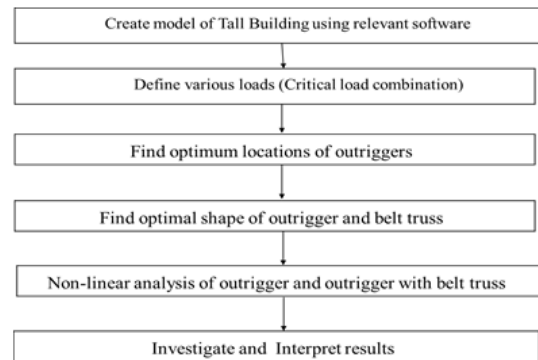 Create model of Tall Building using relevant software
Define various loads (Critical load combination)
Find optimum locations of outriggers
Find optimal shape of outrigger and belt truss
Non-linear analysis of outrigger and outrigger with belt truss
Investigate and Interpret results